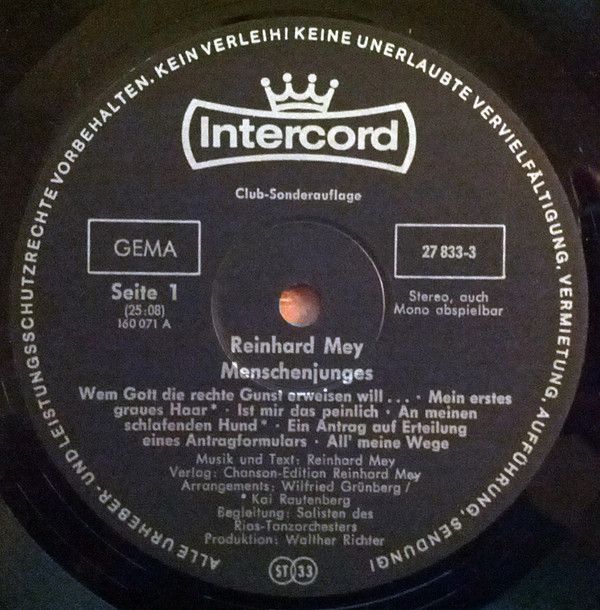 ALLE URHEBER- UND LEISTUNGSSCHUTZRECHTE VORBEHALTEN. KEIN VERLEIH! KEINE UNERLAUBTE VERVIELFÄLTIGUNG, VERMIETUNG, AUFFÜHRUNG, SENDUNG!
Intercord
Club-Sonderauflage
GEMA
27 833-3
Seite 1
(25:08)
160 071 A
Stereo, auch
Mono abspielbar
Reinhard Mey
Menschenjunges
Wem Gott die rechte Gunst erweisen will ... · Mein erstes
graues Haar* · Ist mir das peinlich · An meinen
schlafenden Hund* · Ein Antrag auf Erteilung
eines Antragformulars · All' meine Wege
Musik und Text: Reinhard Mey
Verlag: Chanson-Edition Reinhard Mey
Arrangements: Wilfried Grünberg /
* Kai Rautenberg
Begleitung: Solisten des
Rias-Tanzorchesters
Produktion: Walther Richter
ST 33